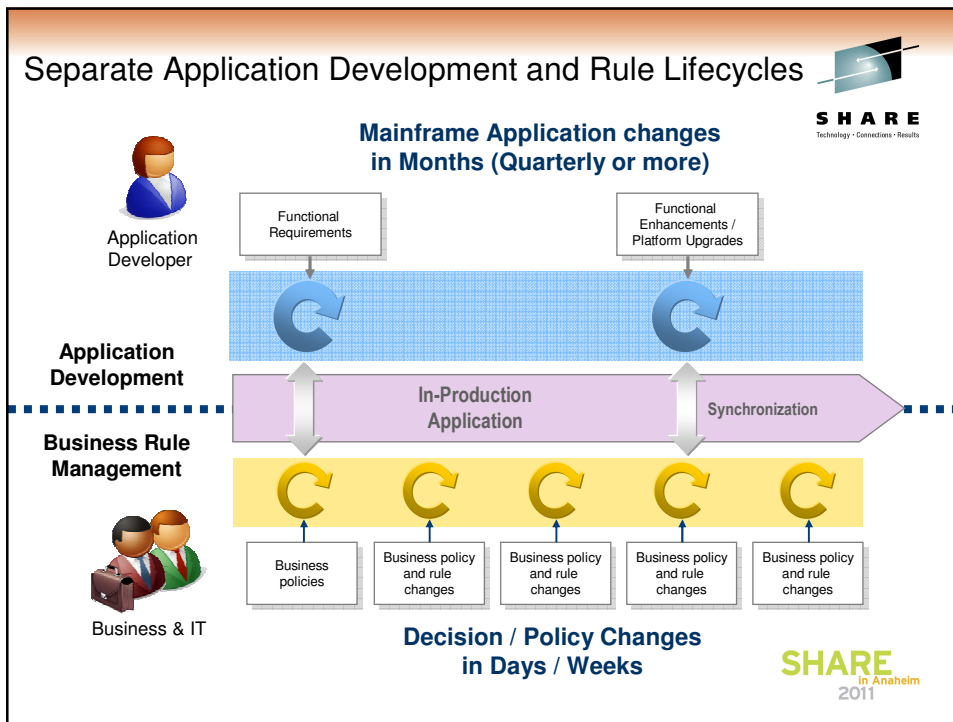 Separate Application Development and Rule Lifecycles
SHARE
Technology • Connections • Results
Mainframe Application changes
in Months (Quarterly or more)
Functional
Requirements
Functional
Enhancements /
Platform Upgrades
Application
Developer
Application
Development
In-Production
Application
Synchronization
Business Rule
Management
Business
policies
Business policy
and rule
changes
Business policy
and rule
changes
Business policy
and rule
changes
Business policy
and rule
changes
Business & IT
Decision / Policy Changes
in Days / Weeks
SHARE
in Anaheim
2011